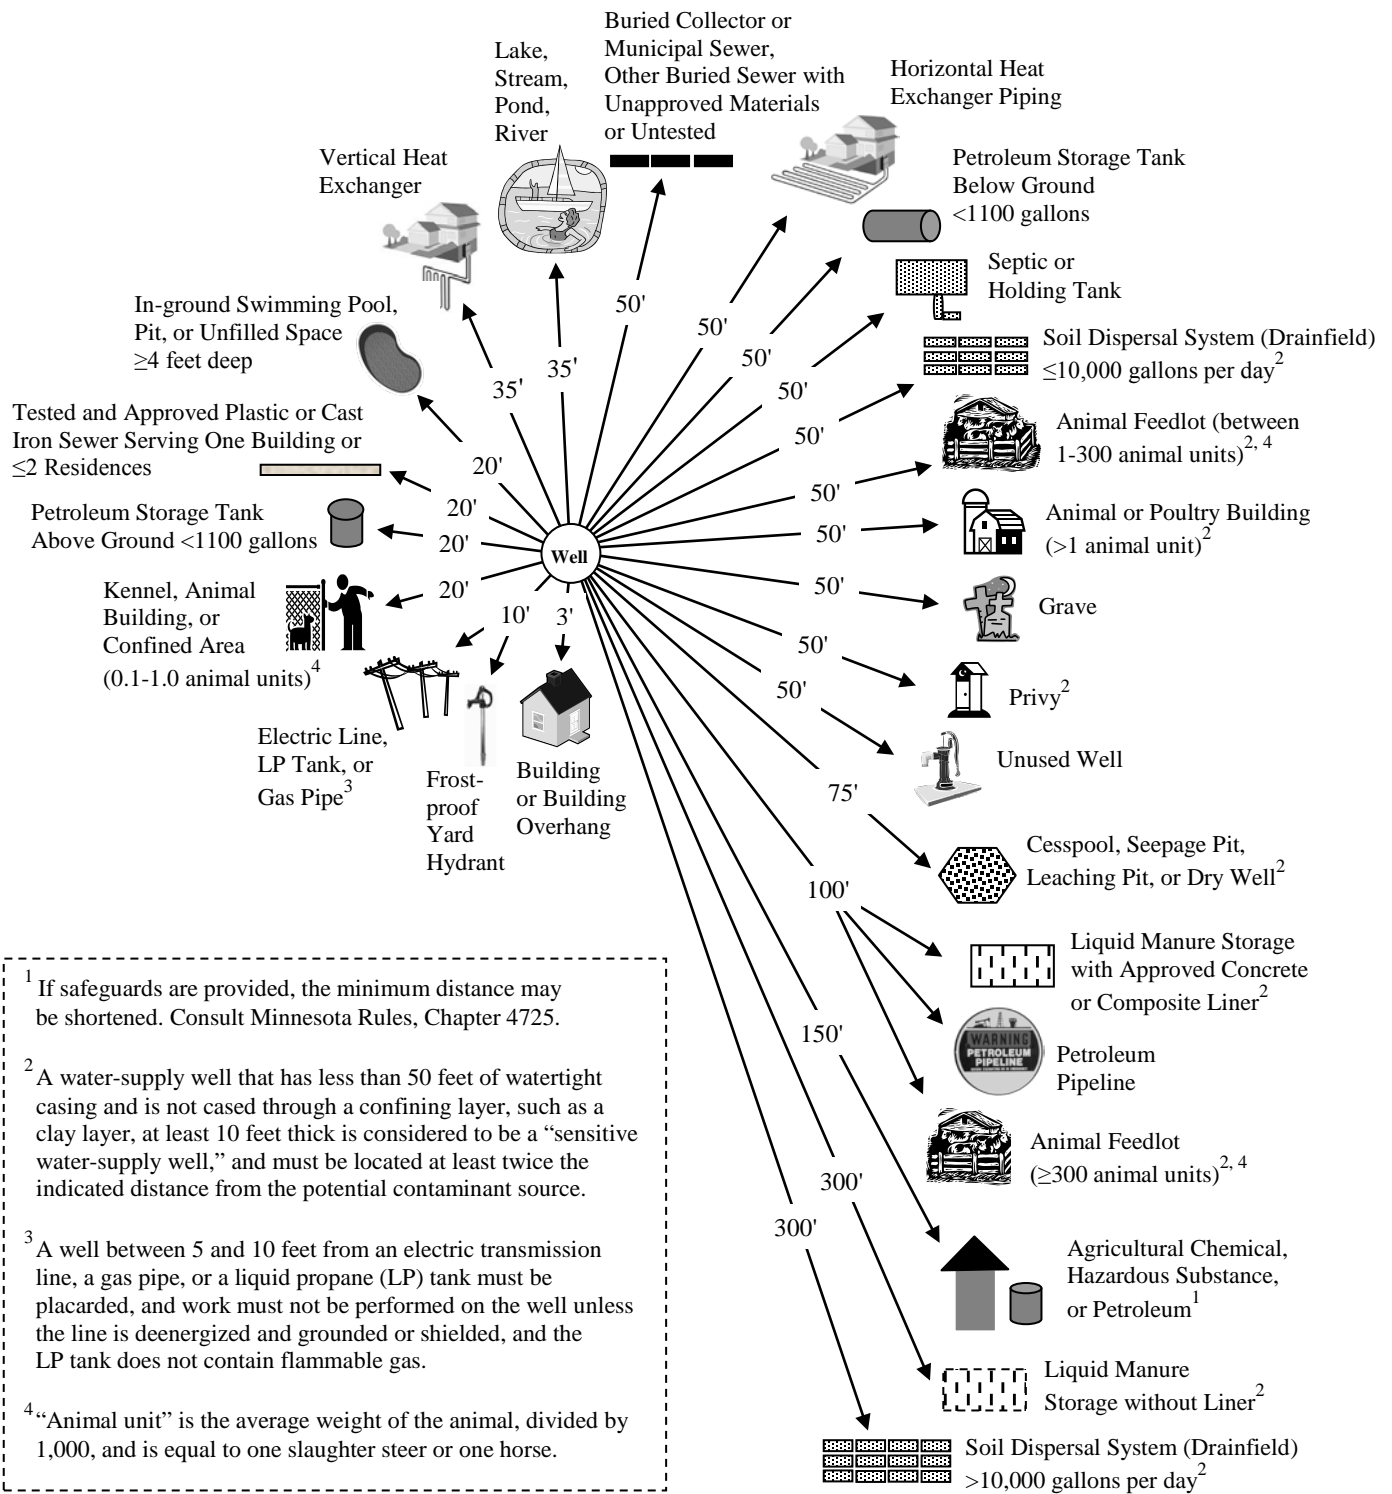 Buried Collector or
Municipal Sewer,
Other Buried Sewer with
Unapproved Materials
or Untested
Lake,
Stream,
Pond,
River
Horizontal Heat
Exchanger Piping
Vertical Heat
Exchanger
Petroleum Storage Tank
Below Ground
<1100 gallons
Septic or
Holding Tank
In-ground Swimming Pool,
Pit, or Unfilled Space
≥4 feet deep
Soil Dispersal System (Drainfield)
≤10,000 gallons per day2
Tested and Approved Plastic or Cast
Iron Sewer Serving One Building or
≤2 Residences
Animal Feedlot (between
1-300 animal units)2, 4
Petroleum Storage Tank
Above Ground <1100 gallons
Animal or Poultry Building
(>1 animal unit)2
Kennel, Animal
Building, or
Confined Area
(0.1-1.0 animal units)4
Grave
Privy2
Electric Line,
LP Tank, or
Gas Pipe3
Frost-
proof
Yard
Hydrant
Building
or Building
Overhang
Unused Well
Well
50'
50'
50'
50'
50'
50'
50'
50'
50'
50'
35'
35'
20'
20'
20'
20'
10'
3'
75'
100'
150'
300'
300'
Cesspool, Seepage Pit,
Leaching Pit, or Dry Well2
Liquid Manure Storage
with Approved Concrete
or Composite Liner2
WARNING
PETROLEUM
PIPELINE
Petroleum
Pipeline
Animal Feedlot
(≥300 animal units)2, 4
Agricultural Chemical,
Hazardous Substance,
or Petroleum1
Liquid Manure
Storage without Liner2
Soil Dispersal System (Drainfield)
>10,000 gallons per day2
1 If safeguards are provided, the minimum distance may
be shortened. Consult Minnesota Rules, Chapter 4725.
2 A water-supply well that has less than 50 feet of watertight
casing and is not cased through a confining layer, such as a
clay layer, at least 10 feet thick is considered to be a “sensitive
water-supply well,” and must be located at least twice the
indicated distance from the potential contaminant source.
3 A well between 5 and 10 feet from an electric transmission
line, a gas pipe, or a liquid propane (LP) tank must be
placarded, and work must not be performed on the well unless
the line is deenergized and grounded or shielded, and the
LP tank does not contain flammable gas.
4 “Animal unit” is the average weight of the animal, divided by
1,000, and is equal to one slaughter steer or one horse.